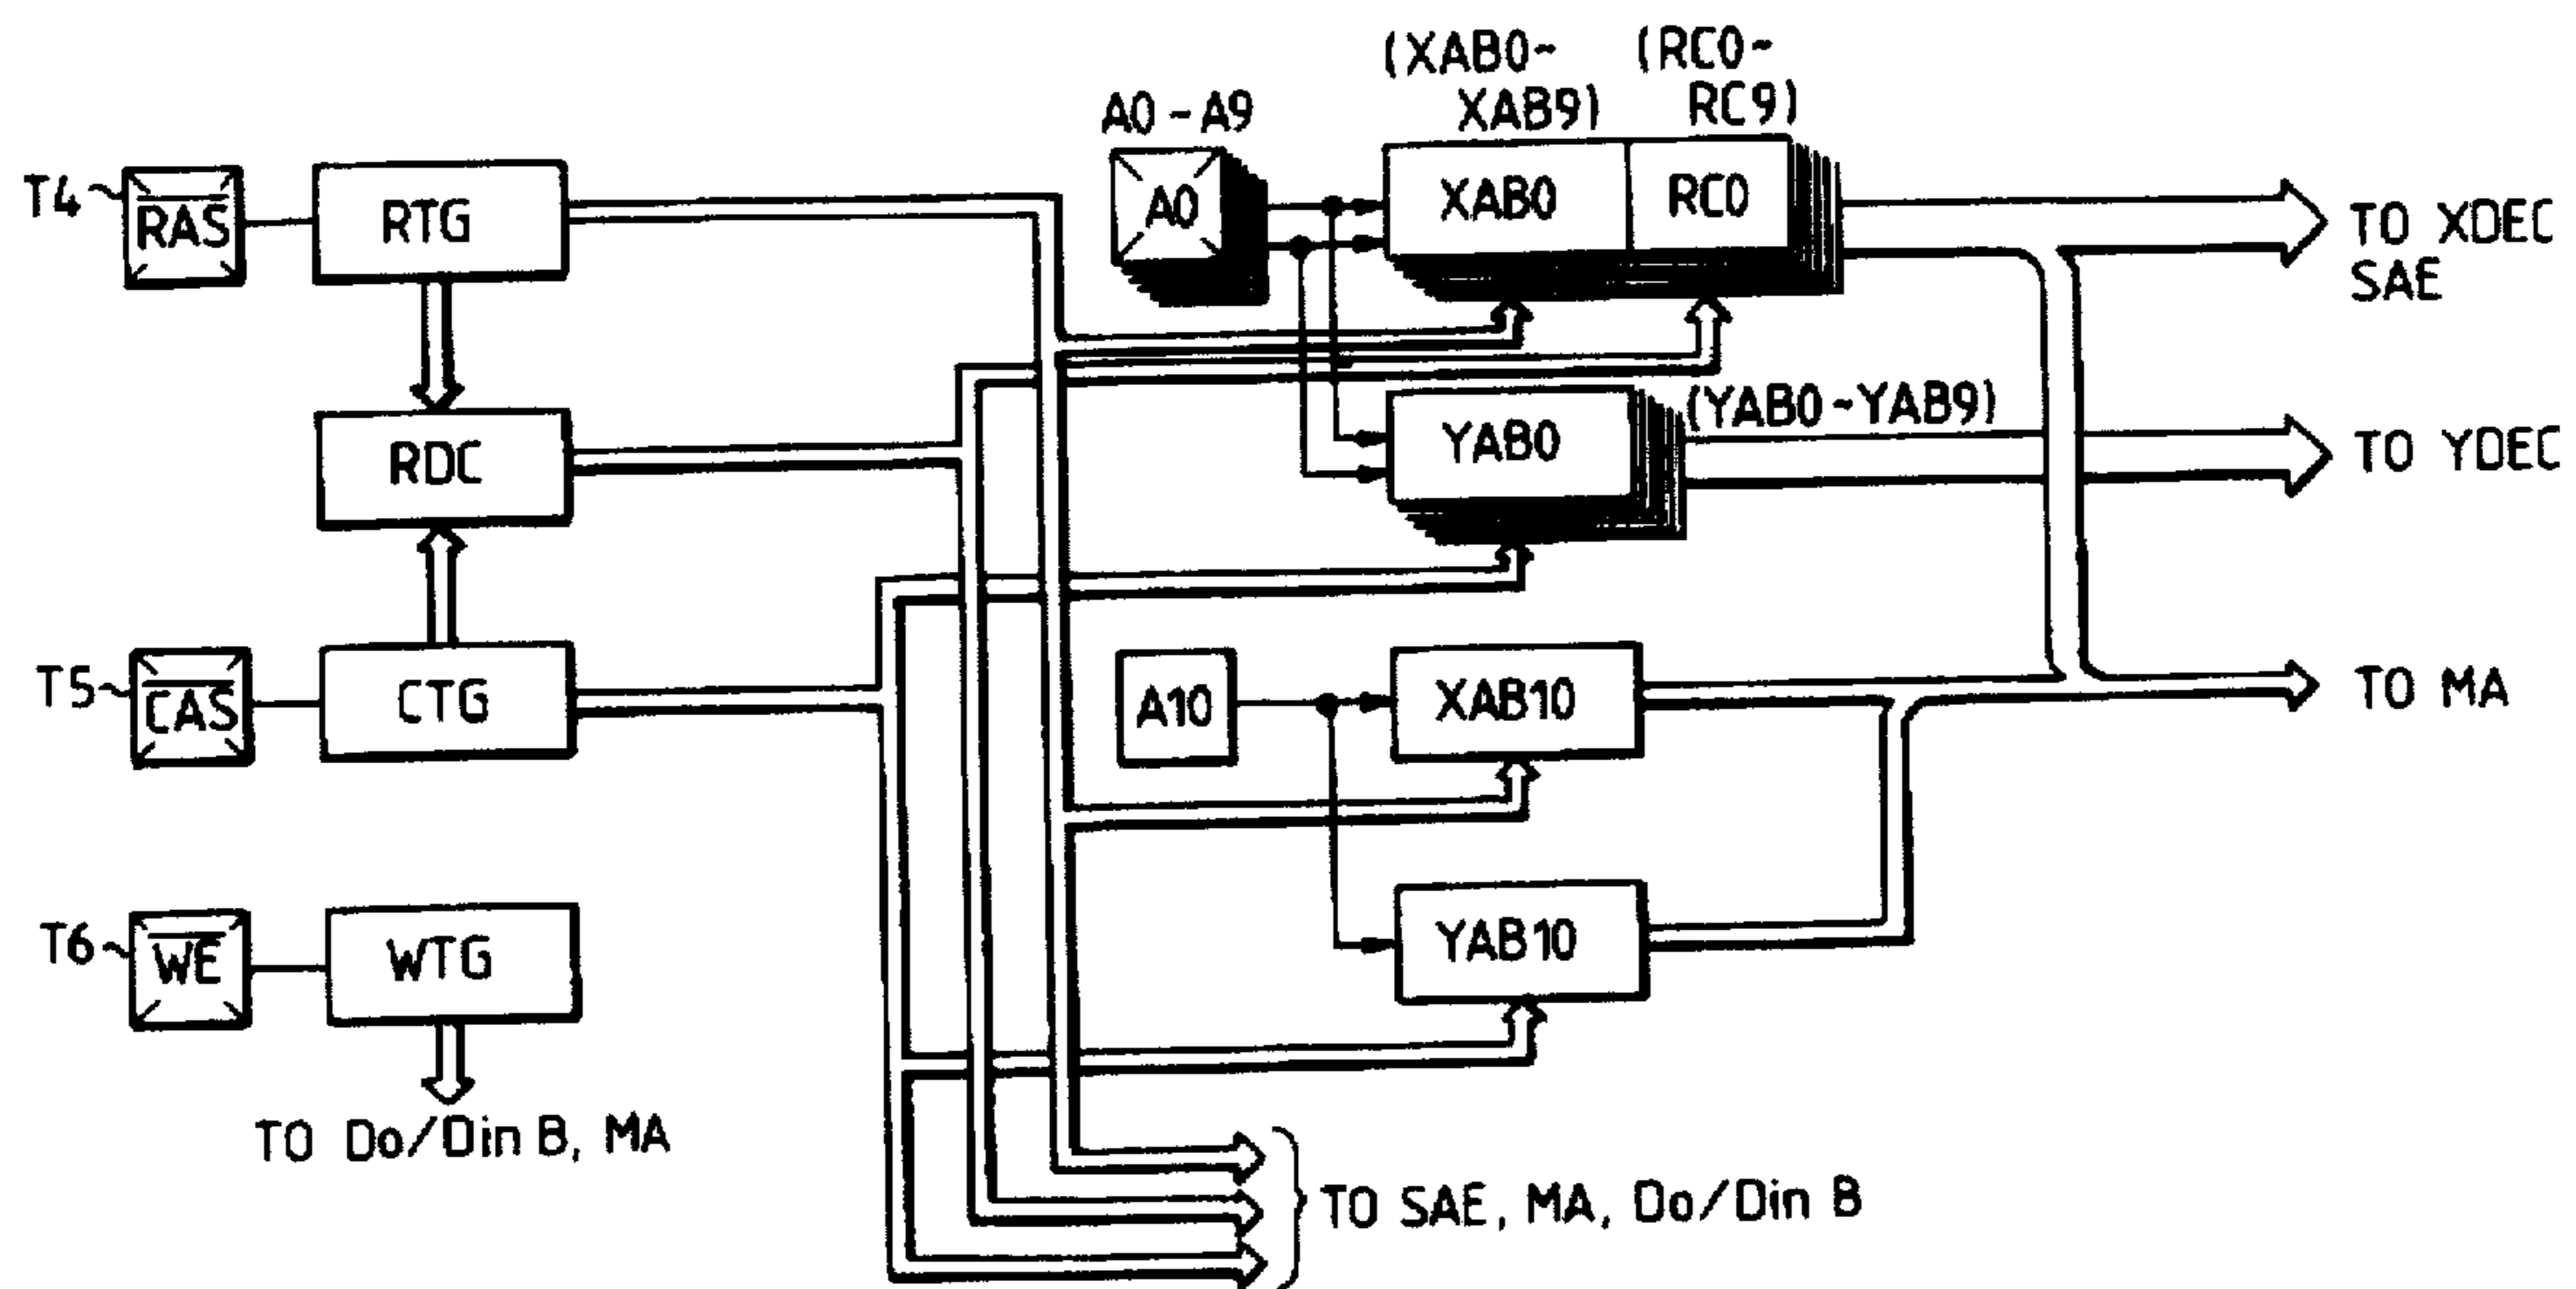 (XAB0~
XAB9)
(RC0~
RC9)
A0-A9
T4
RAS
RTG
A0
XAB0
RC0
TO XDEC
SAE
RDC
YAB0
(YAB0~YAB9)
TO YDEC
T5
CAS
CTG
A10
XAB10
TO MA
T6
WE
WTG
YAB10
TO Do/Din B, MA
TO SAE, MA, Do/Din B